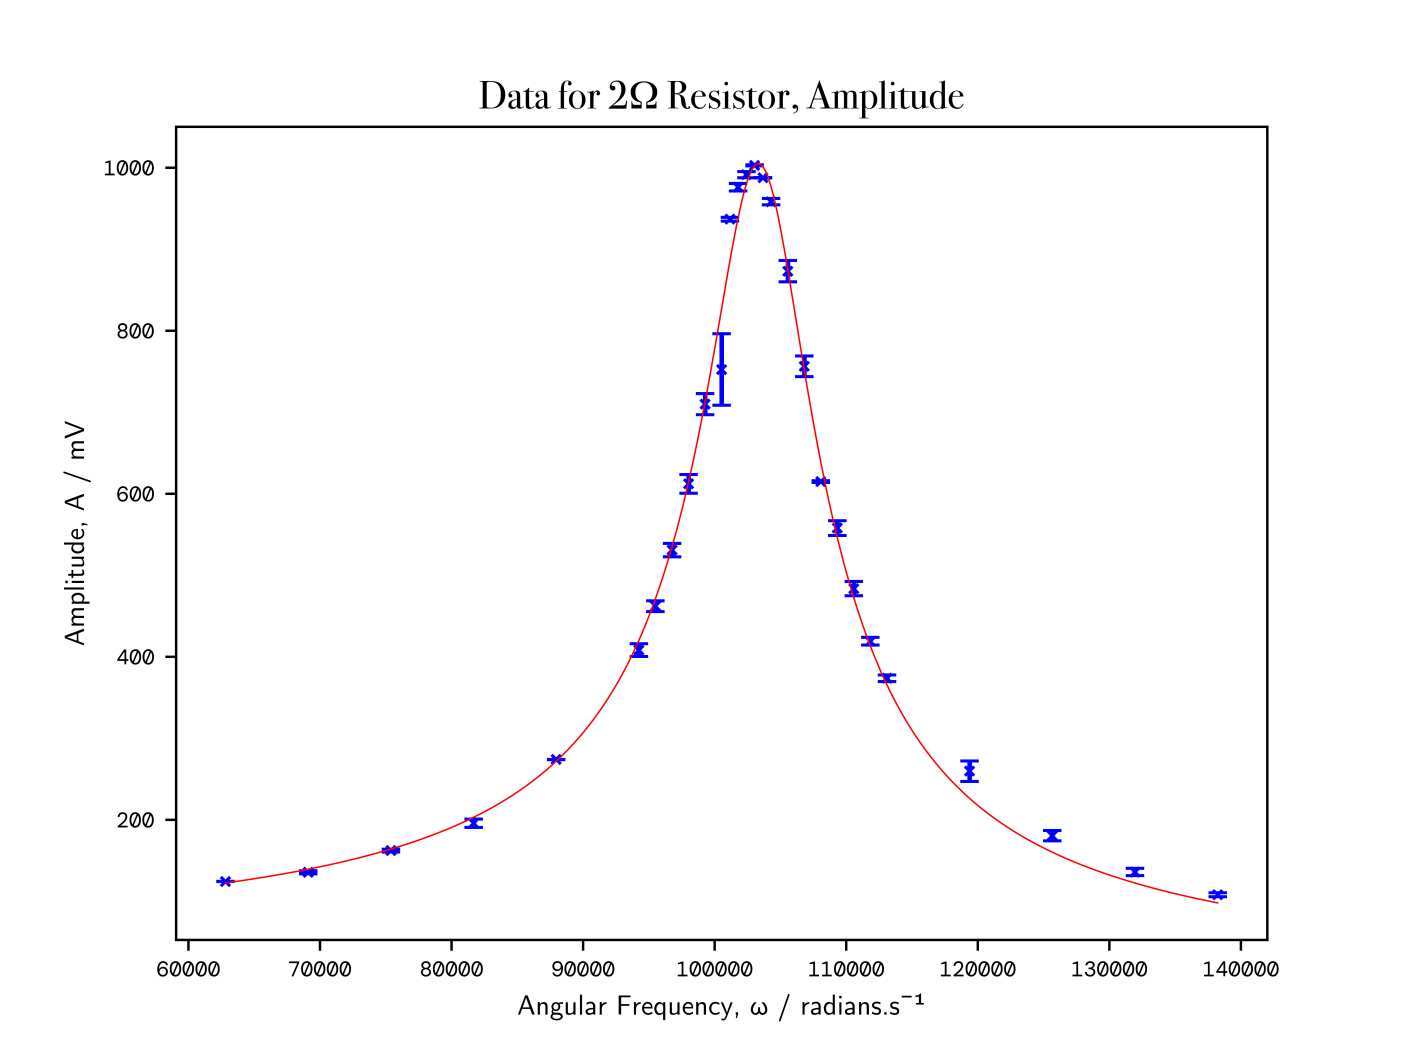 Data for 2Ω Resistor, Amplitude
1000
800
600
400
200
Amplitude, A / mV
60000 70000 80000 90000 100000 110000 120000 130000 140000
Angular Frequency, ω / radians.s⁻¹